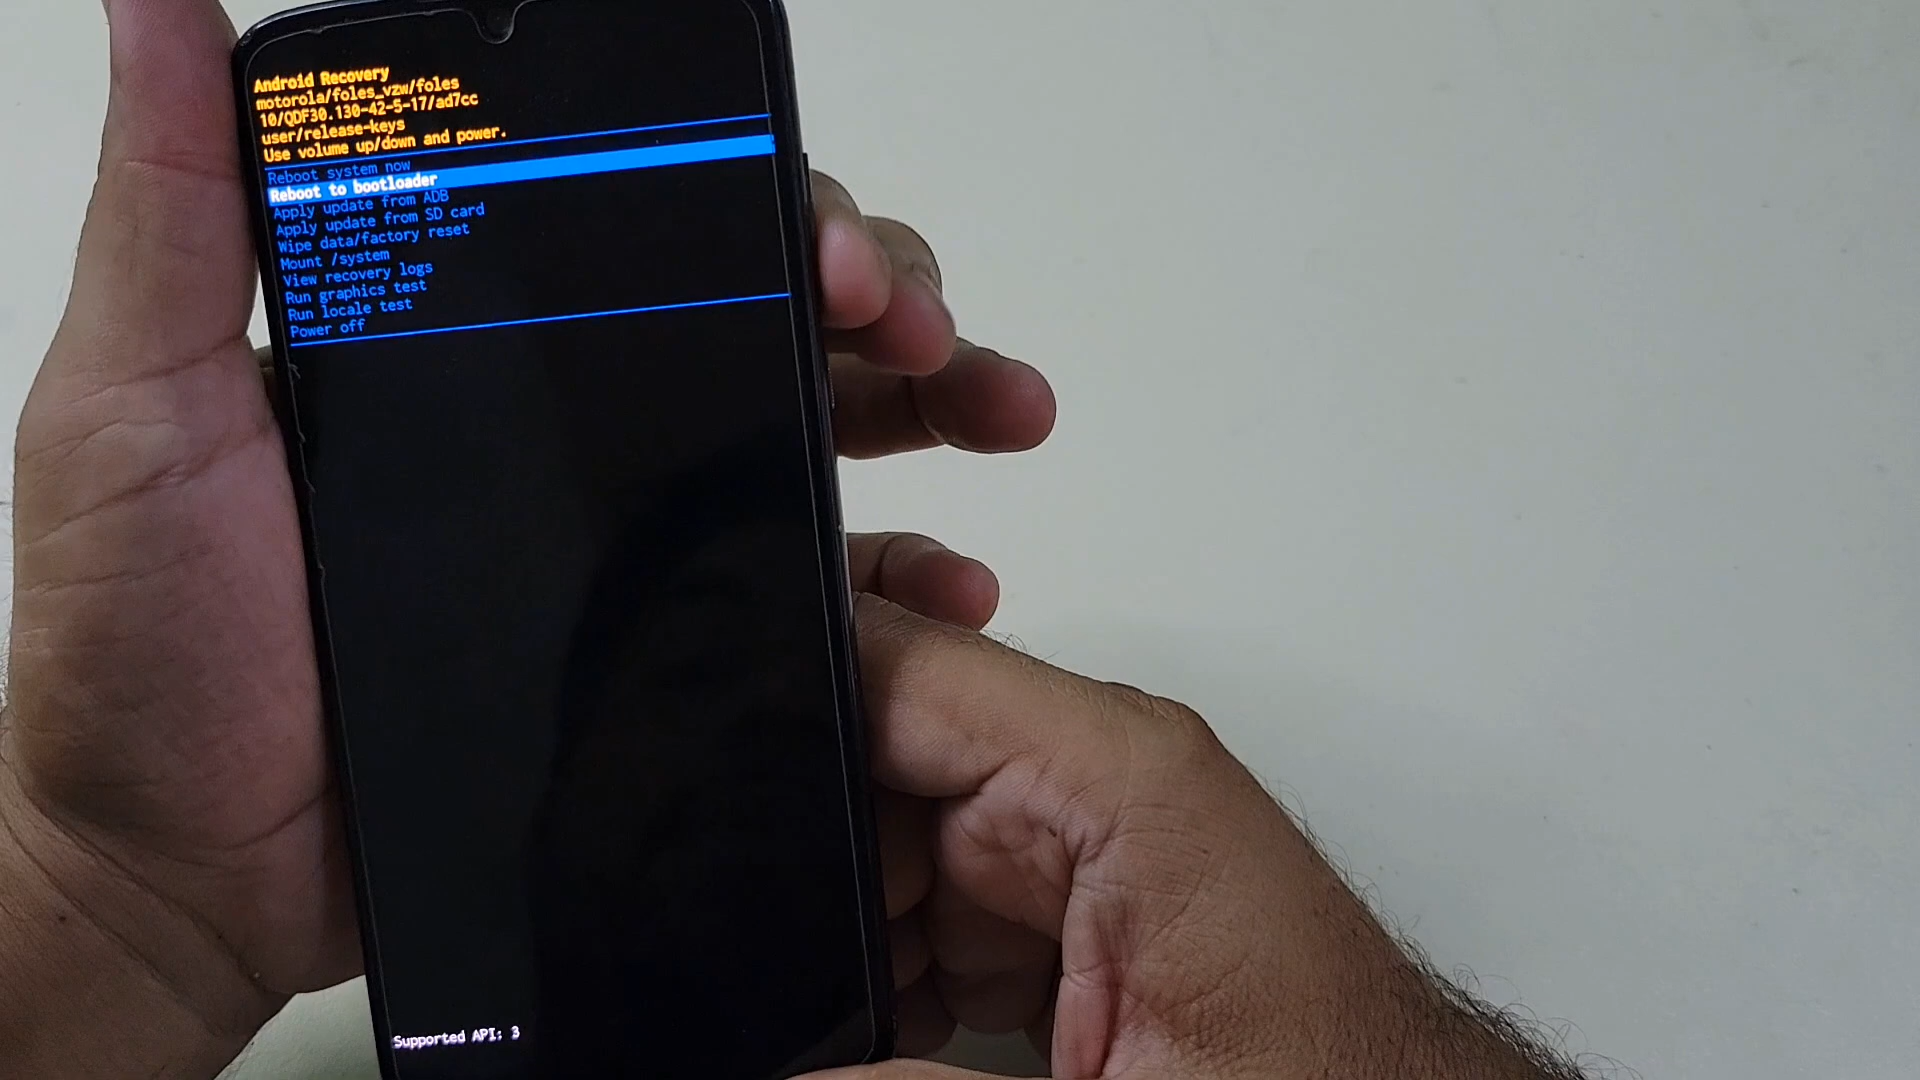 Android Recovery
motorola/foles_vzw/foles
10/QDF30.130-42-5-17/ad7cc
user/release-keys
Use volume up/down and power.
Reboot system now
Reboot to bootloader
Apply update from ADB
Apply update from SD card
Wipe data/factory reset
Mount /system
View recovery logs
Run graphics test
Run locale test
Power off
Supported API: 3